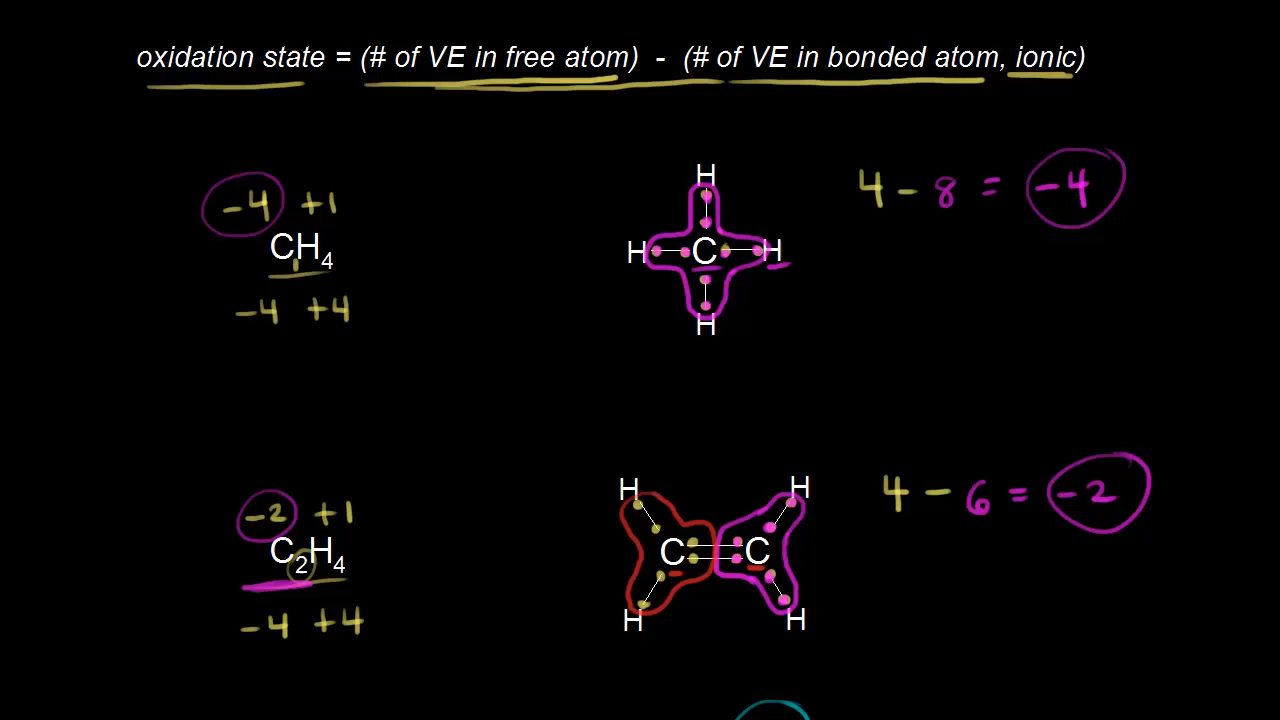 oxidation state = (# of VE in free atom) - (# of VE in bonded atom, ionic)
-4 +1
CH4
-4 +4
H
H C H
H
4 - 8 = -4
-2 +1
C2H4
-4 +4
H H
C C
H H
4 - 6 = -2